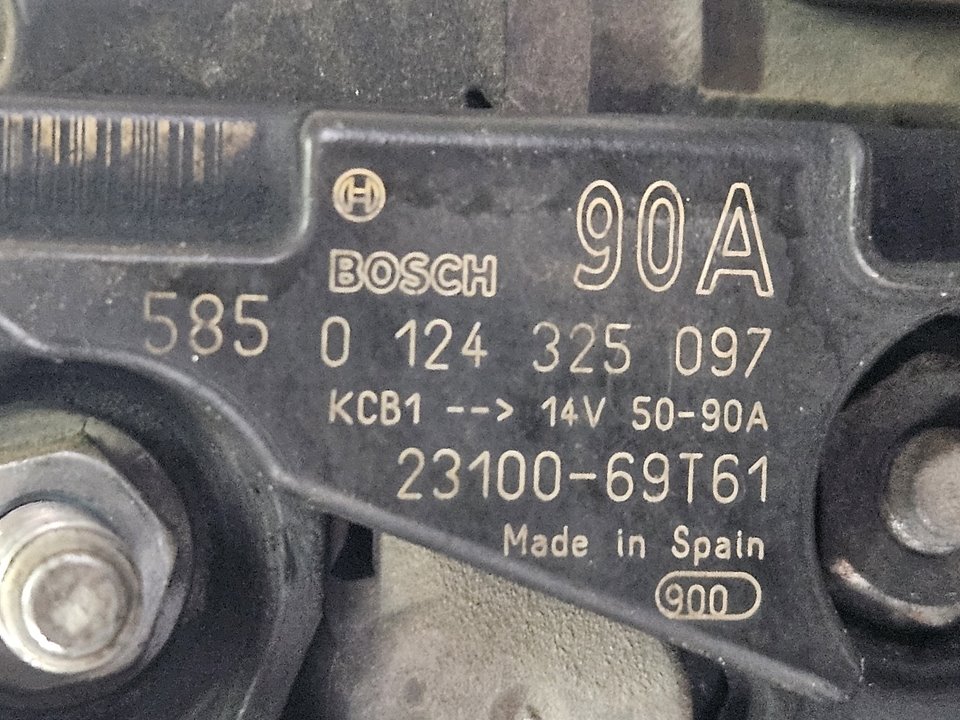 BOSCH 90A
585 0 124 325 097
KCB1 --> 14V 50-90A
23100-69T61
Made in Spain
900